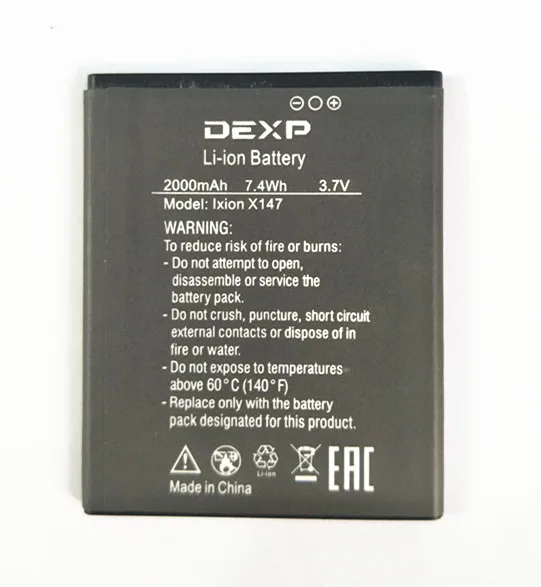 DEXP
Li-ion Battery
2000mAh 7.4Wh 3.7V
Model: Ixion X147
WARNING:
To reduce risk of fire or burns:
- Do not attempt to open,
disassemble or service the
battery pack.
- Do not crush, puncture, short circuit
external contacts or dispose of in
fire or water.
- Do not expose to temperatures
above 60°C (140°F)
- Replace only with the battery
pack designated for this product.
Li-ion
EAC
Made in China